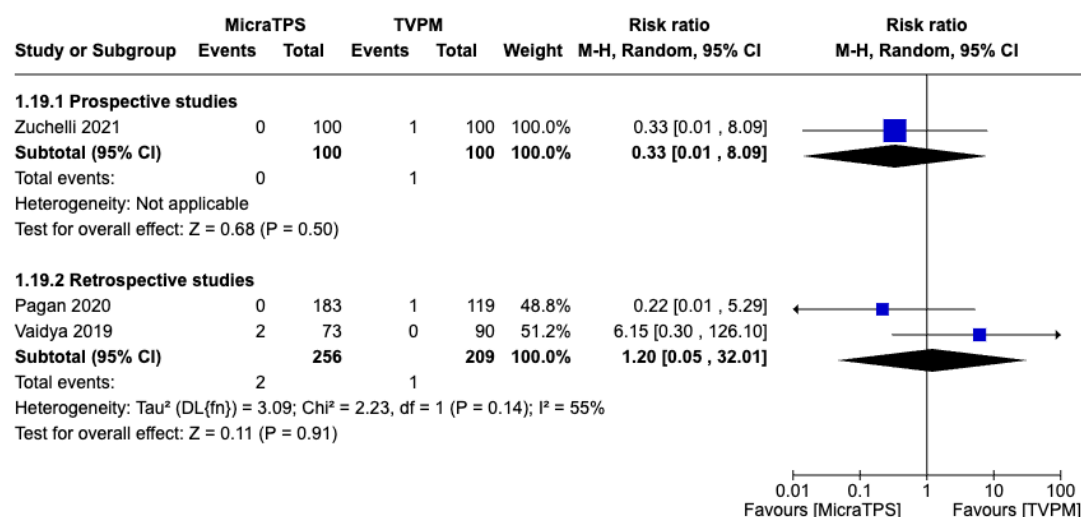 MicraTPS TVPM Risk ratio Risk ratio
Study or Subgroup Events Total Events Total Weight M-H, Random, 95% CI M-H, Random, 95% CI
1.19.1 Prospective studies
Zuchelli 2021 0 100 1 100 100.0% 0.33 [0.01 , 8.09]
Subtotal (95% CI) 100 100 100.0% 0.33 [0.01 , 8.09]
Total events: 0 1
Heterogeneity: Not applicable
Test for overall effect: Z = 0.68 (P = 0.50)
1.19.2 Retrospective studies
Pagan 2020 0 183 1 119 48.8% 0.22 [0.01 , 5.29]
Vaidya 2019 2 73 0 90 51.2% 6.15 [0.30 , 126.10]
Subtotal (95% CI) 256 209 100.0% 1.20 [0.05 , 32.01]
Total events: 2 1
Heterogeneity: Tau² (DL{fn}) = 3.09; Chi² = 2.23, df = 1 (P = 0.14); I² = 55%
Test for overall effect: Z = 0.11 (P = 0.91)
0.01 0.1 1 10 100
Favours [MicraTPS] Favours [TVPM]